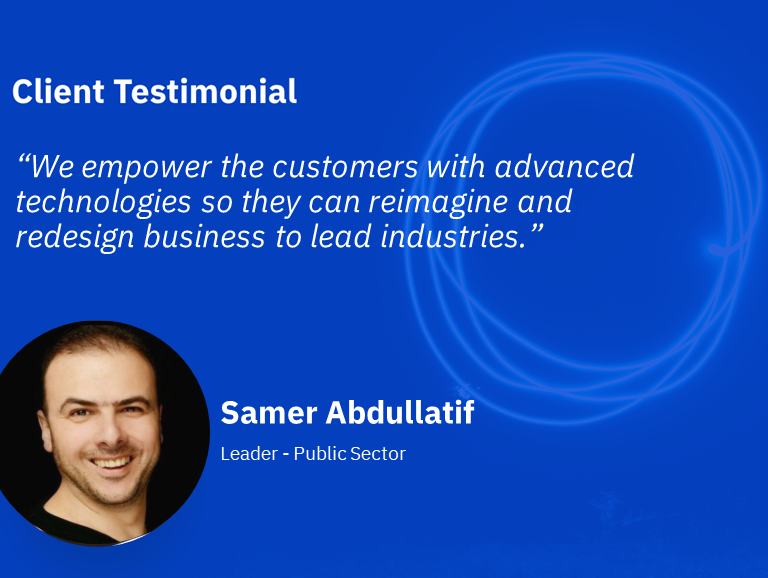 Client Testimonial
“We empower the customers with advanced
technologies so they can reimagine and
redesign business to lead industries.”
Samer Abdullatif
Leader - Public Sector